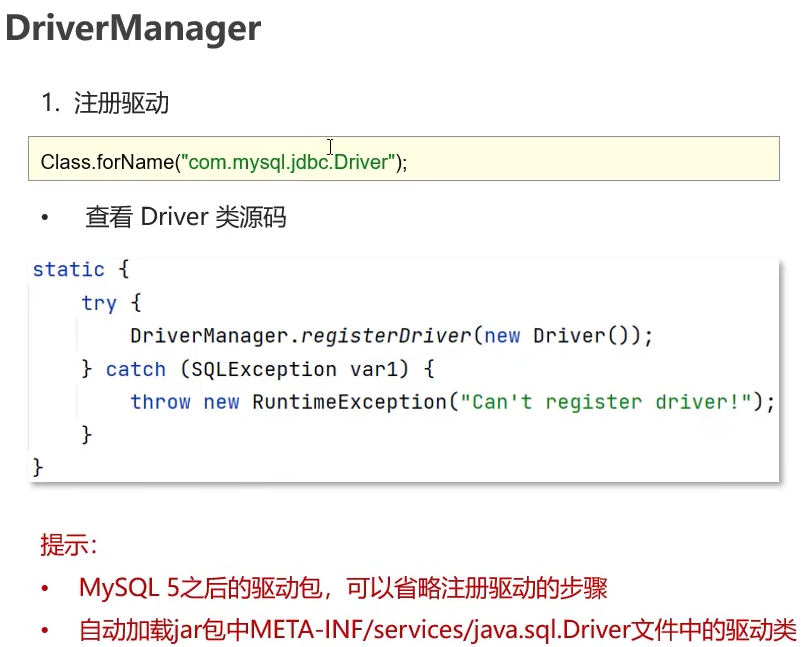 DriverManager
1. 注册驱动
Class.forName("com.mysql.jdbc.Driver");
• 查看 Driver 类源码
static {
    try {
        DriverManager.registerDriver(new Driver());
    } catch (SQLException var1) {
        throw new RuntimeException("Can't register driver!");
    }
}
提示：
• MySQL 5之后的驱动包，可以省略注册驱动的步骤
• 自动加载jar包中META-INF/services/java.sql.Driver文件中的驱动类